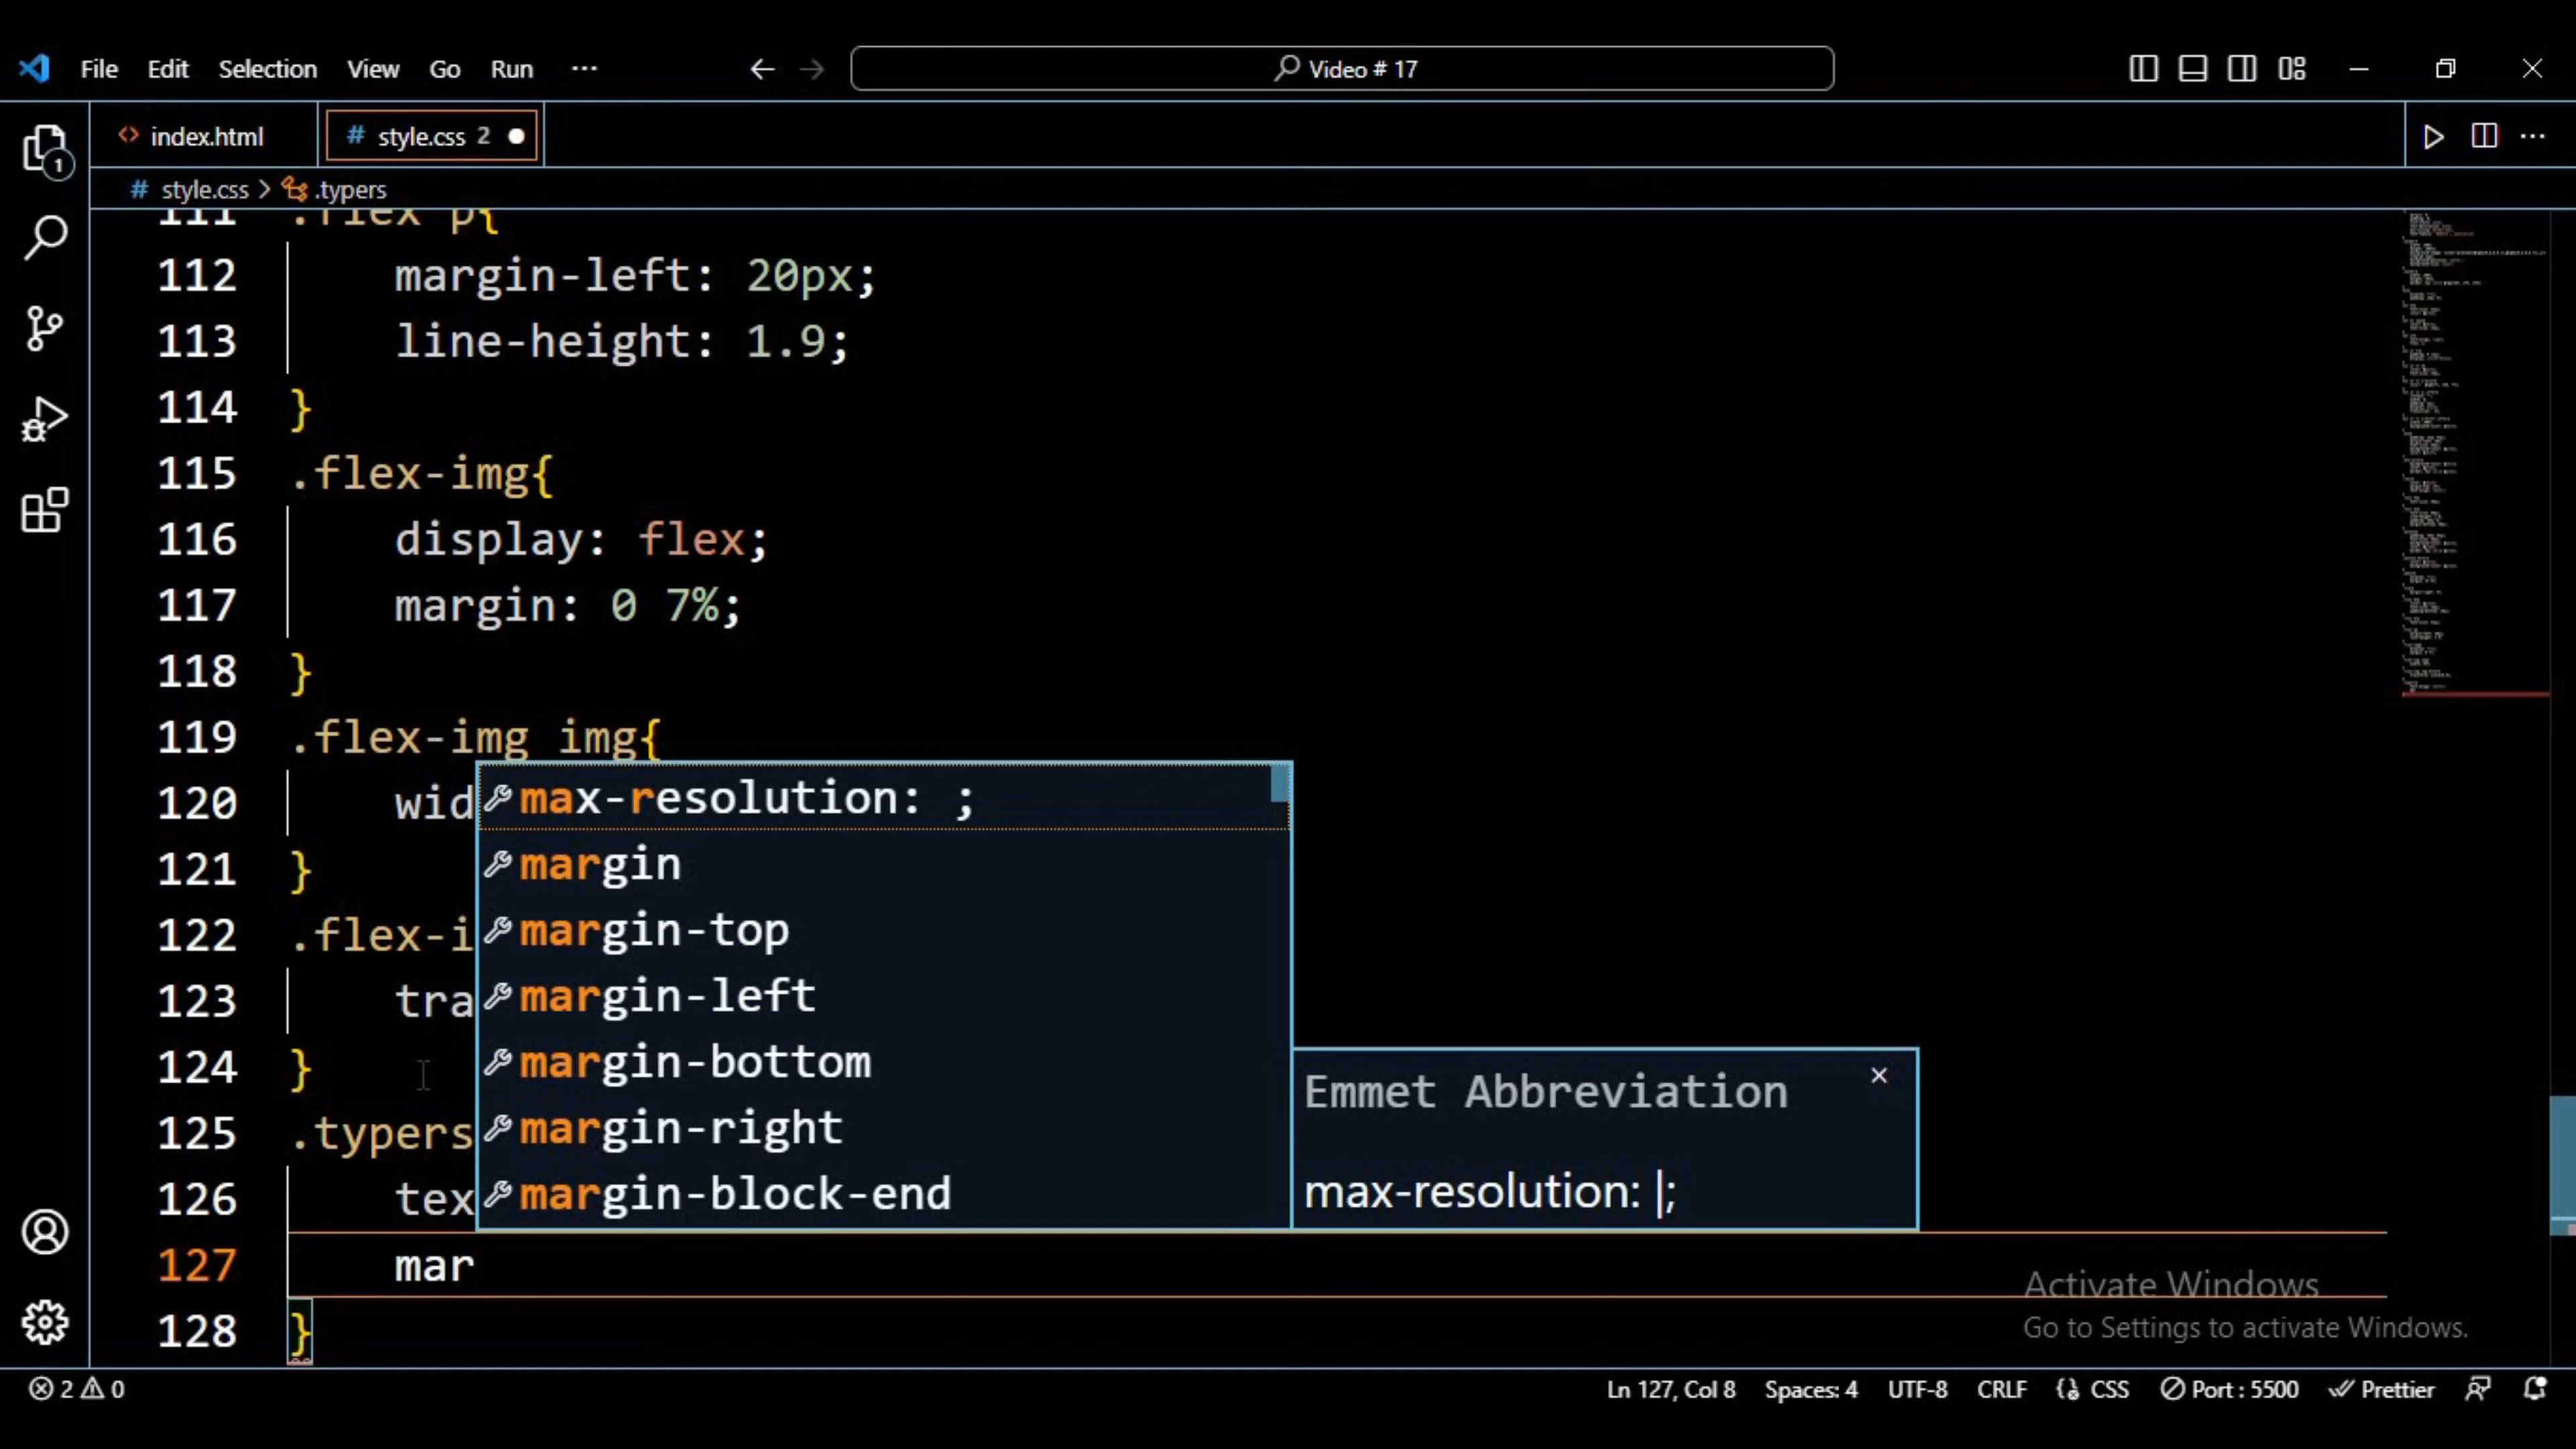 File Edit Selection View Go Run ··· Video # 17
index.html # style.css 2
# style.css > .typers
111 .flex p{
112 margin-left: 20px;
113 line-height: 1.9;
114 }
115 .flex-img{
116 display: flex;
117 margin: 0 7%;
118 }
119 .flex-img img{
120 wid
121 }
122 .flex-i
123 tra
124 }
125 .typers
126 tex
127 mar
128 }
max-resolution: ;
margin
margin-top
margin-left
margin-bottom
margin-right
margin-block-end
Emmet Abbreviation
max-resolution: |;
1
Activate Windows
Go to Settings to activate Windows.
2 0 Ln 127, Col 8 Spaces: 4 UTF-8 CRLF CSS Port : 5500 Prettier